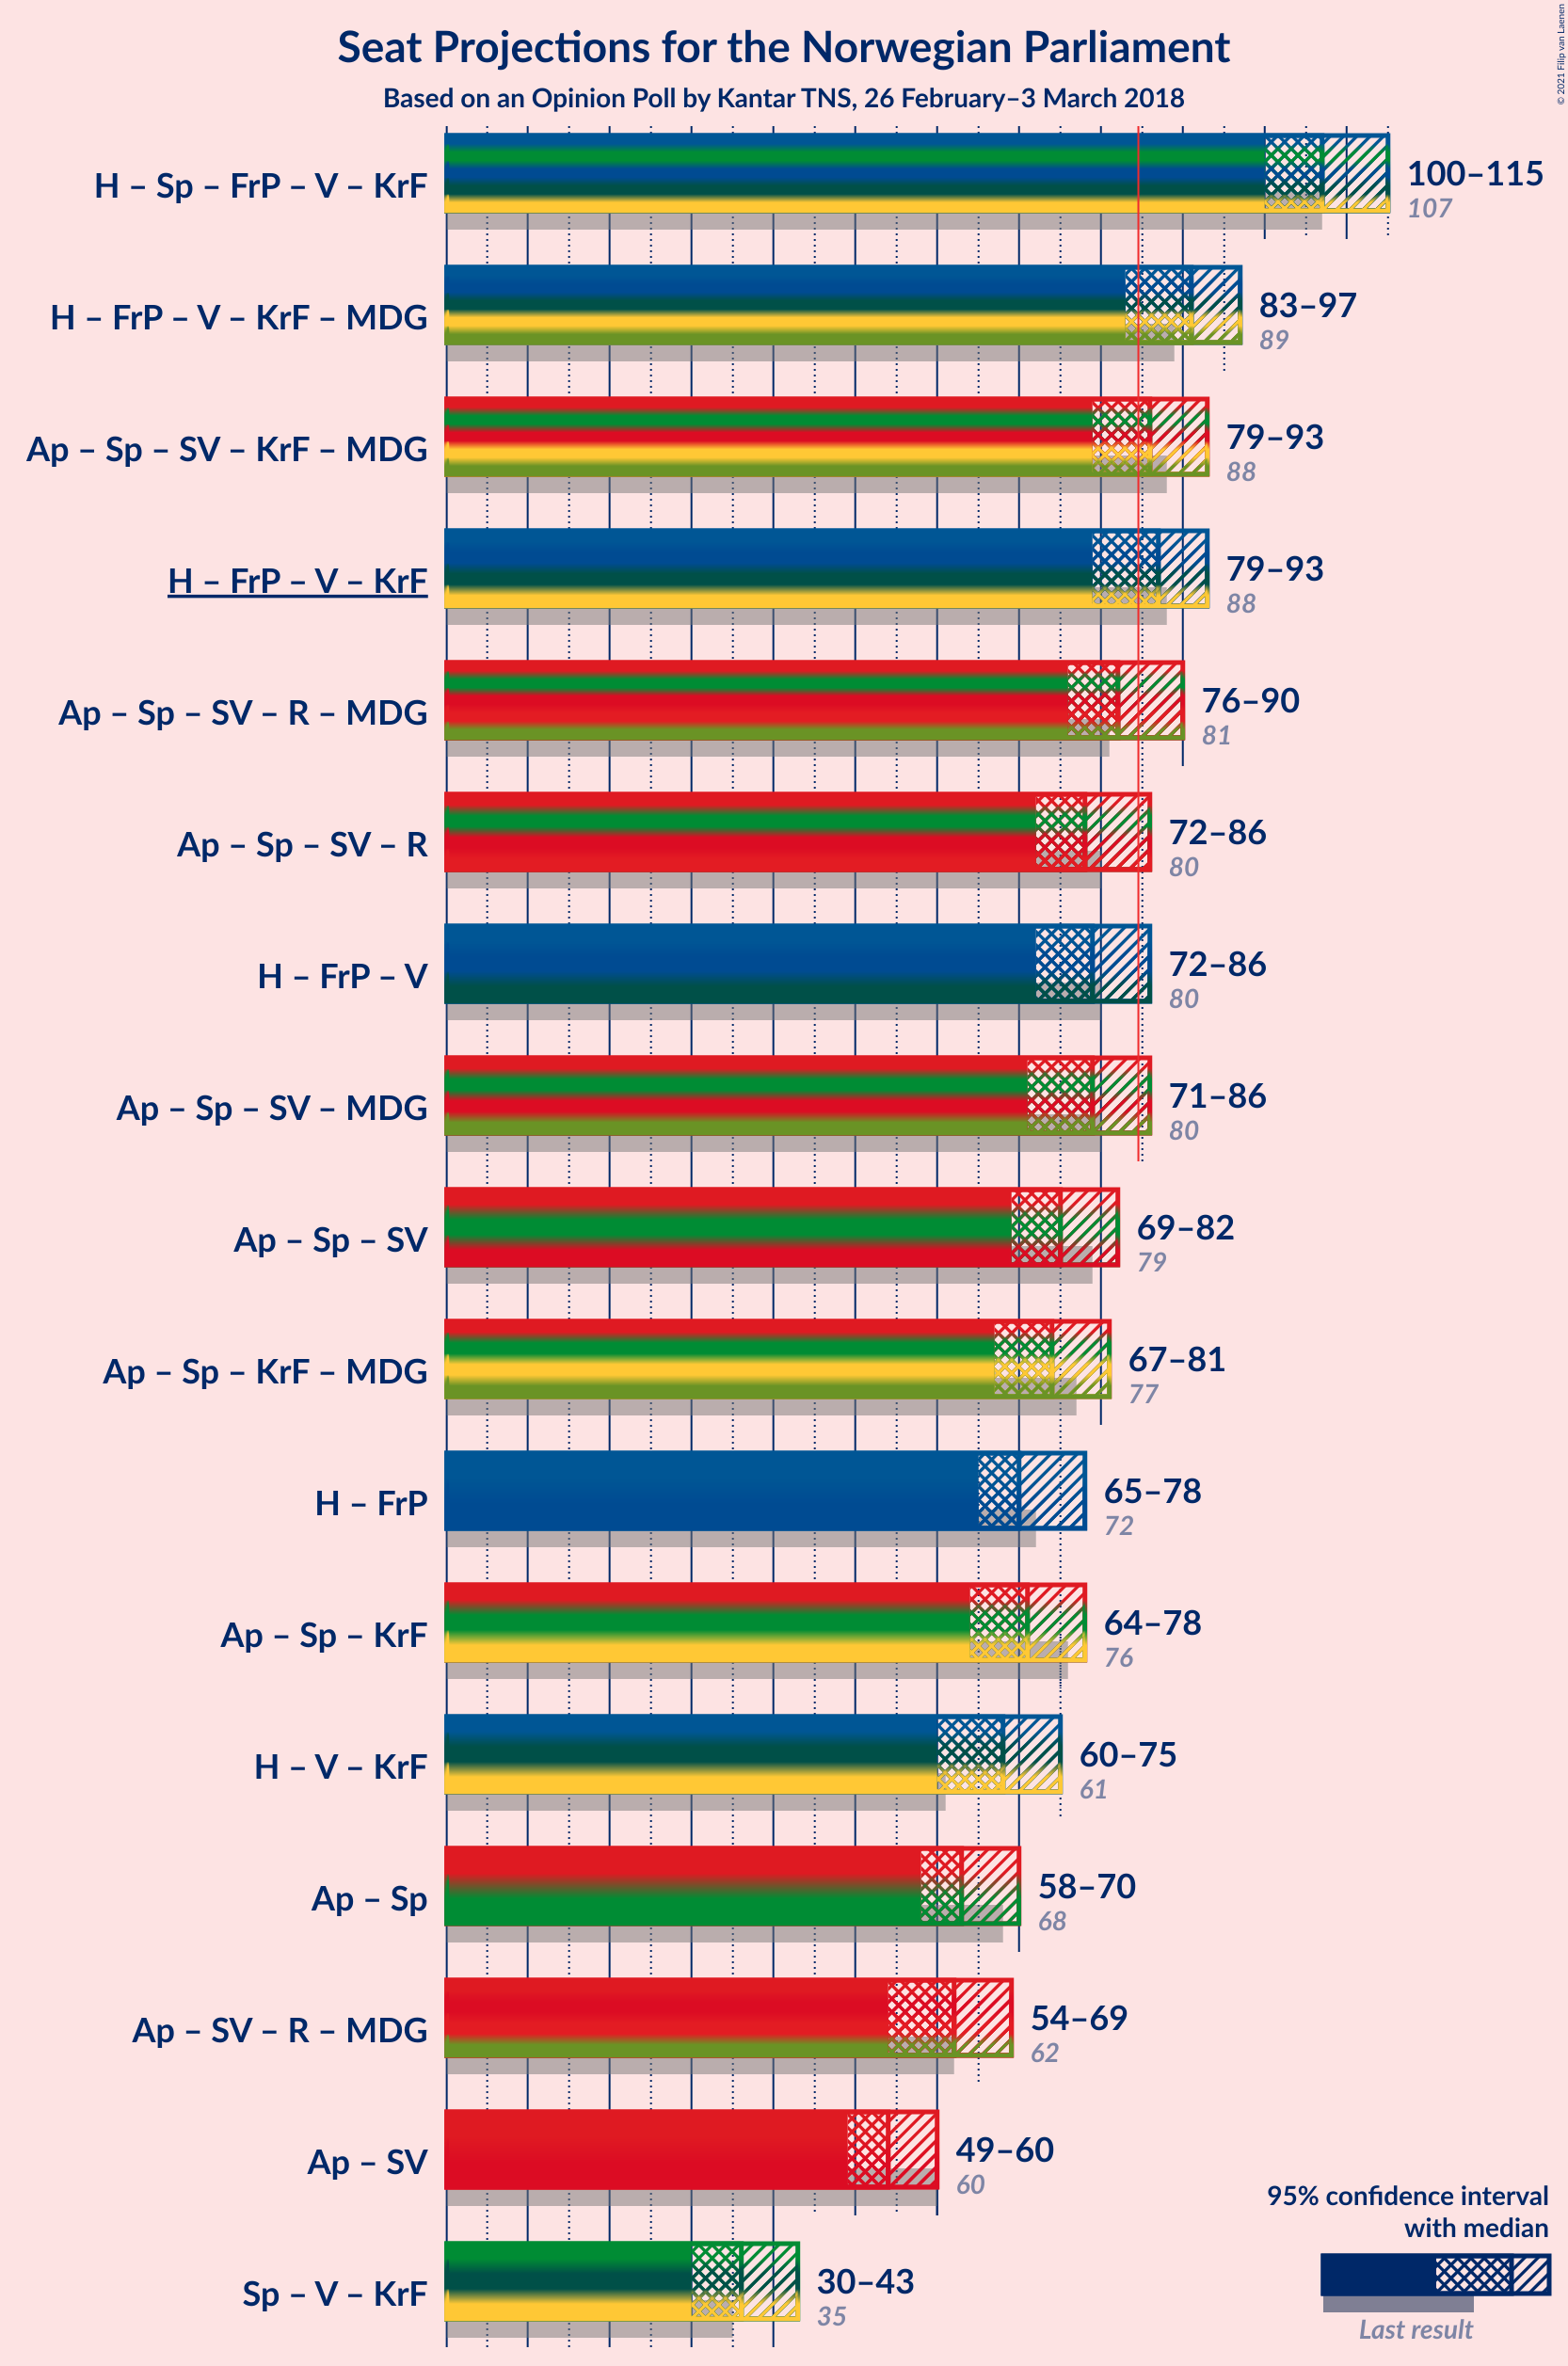 Seat Projections for the Norwegian Parliament
Based on an Opinion Poll by Kantar TNS, 26 February–3 March 2018
© 2021 Filip van Laenen
H – Sp – FrP – V – KrF
100–115
107
H – FrP – V – KrF – MDG
83–97
89
Ap – Sp – SV – KrF – MDG
79–93
88
H – FrP – V – KrF
79–93
88
Ap – Sp – SV – R – MDG
76–90
81
Ap – Sp – SV – R
72–86
80
H – FrP – V
72–86
80
Ap – Sp – SV – MDG
71–86
80
Ap – Sp – SV
69–82
79
Ap – Sp – KrF – MDG
67–81
77
H – FrP
65–78
72
Ap – Sp – KrF
64–78
76
H – V – KrF
60–75
61
Ap – Sp
58–70
68
Ap – SV – R – MDG
54–69
62
Ap – SV
49–60
60
Sp – V – KrF
30–43
35
95% confidence interval
with median
Last result